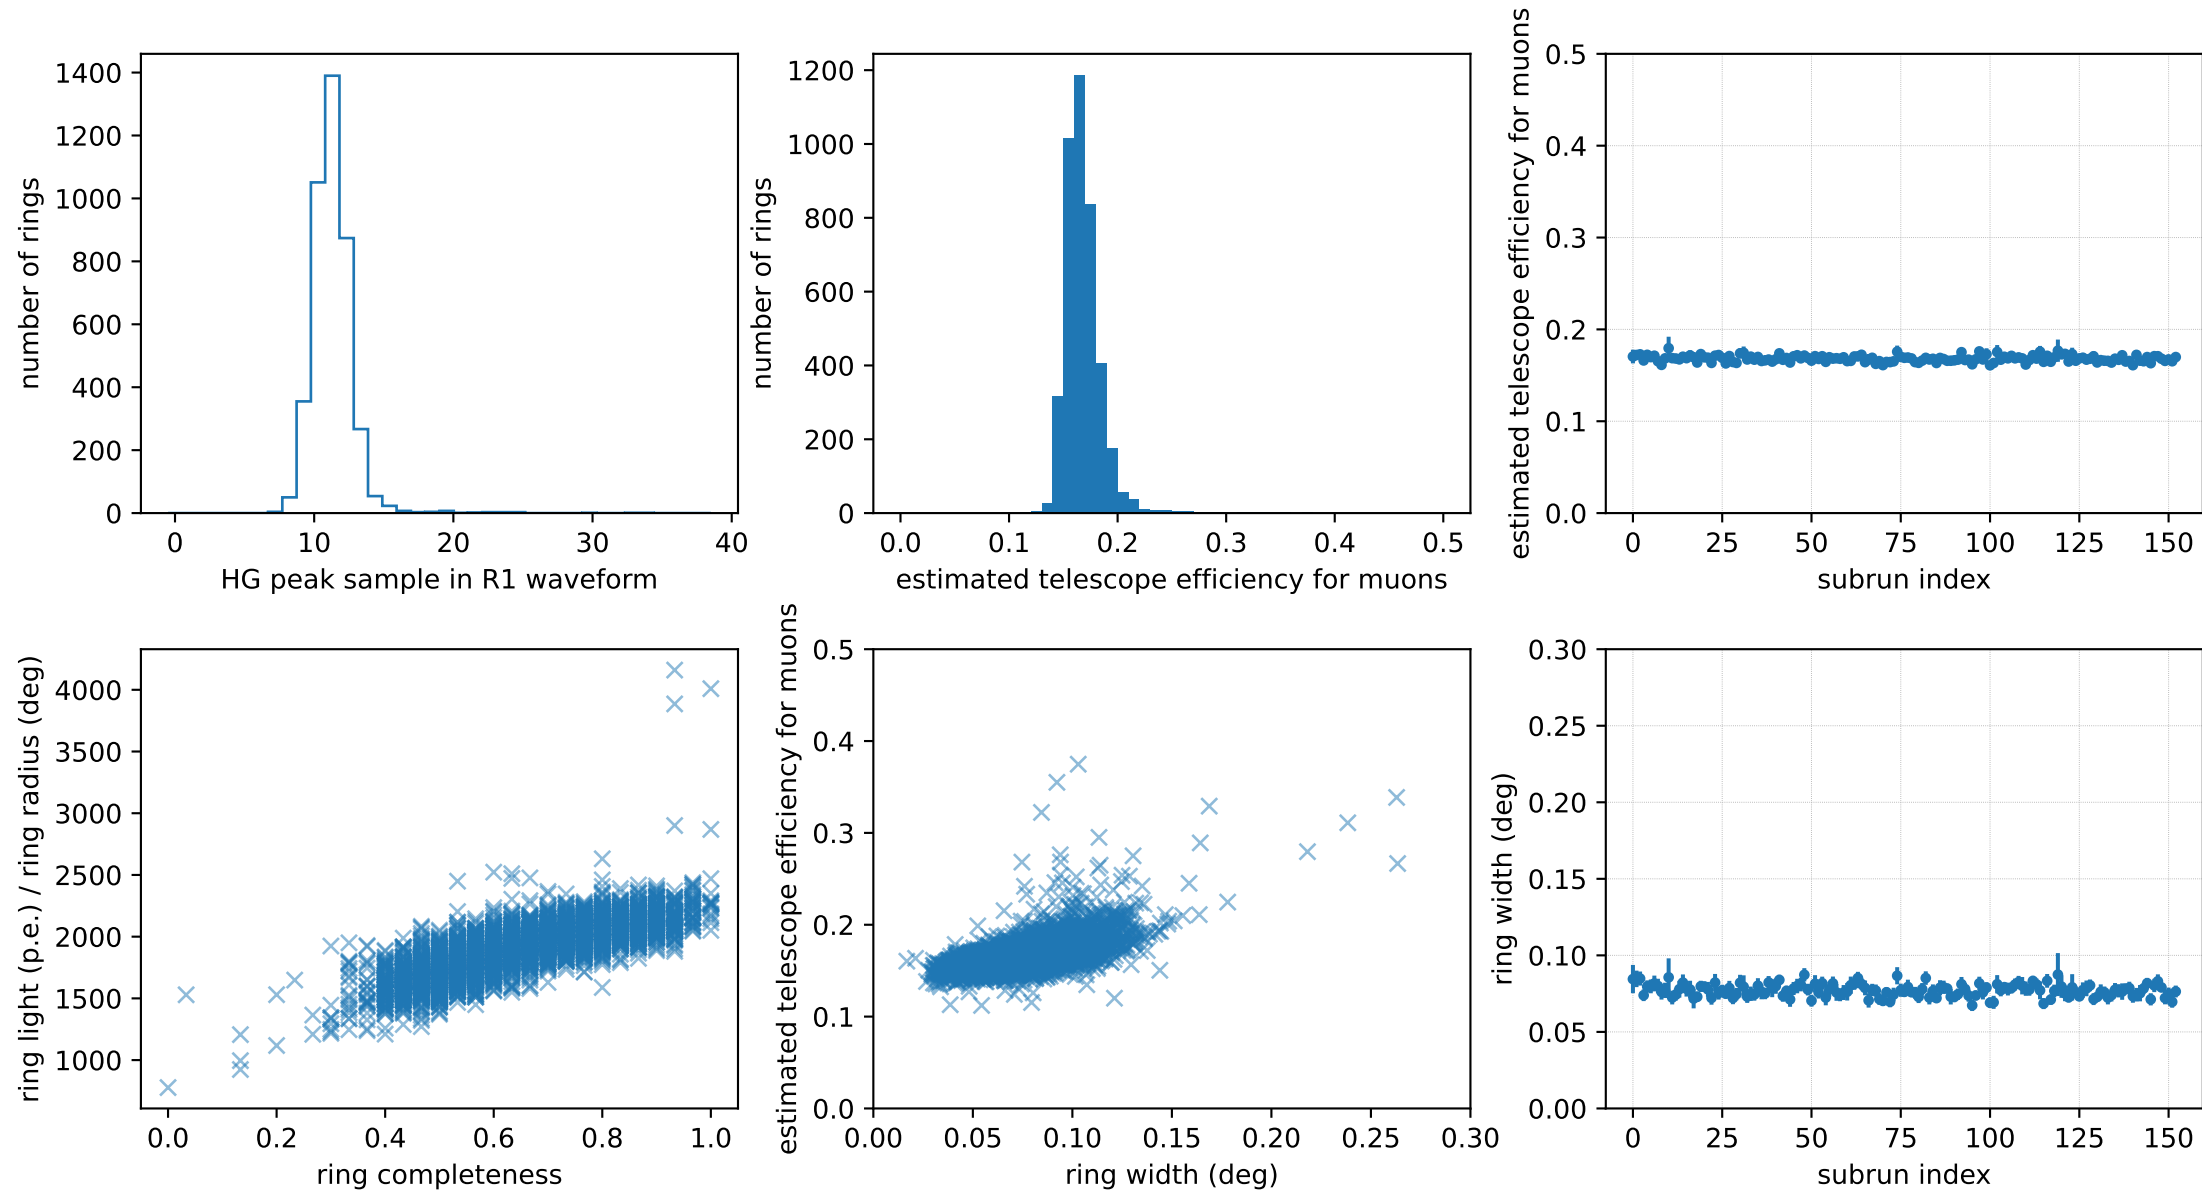 number of rings
1400
1200
1000
800
600
400
200
0
0 10 20 30 40
HG peak sample in R1 waveform
number of rings
1200
1000
800
600
400
200
0
0.0 0.1 0.2 0.3 0.4 0.5
estimated telescope efficiency for muons
estimated telescope efficiency for muons
0.5
0.4
0.3
0.2
0.1
0.0
0 25 50 75 100 125 150
subrun index
ring light (p.e.) / ring radius (deg)
4000
3500
3000
2500
2000
1500
1000
0.0 0.2 0.4 0.6 0.8 1.0
ring completeness
estimated telescope efficiency for muons
0.5
0.4
0.3
0.2
0.1
0.0
0.00 0.05 0.10 0.15 0.20 0.25 0.30
ring width (deg)
ring width (deg)
0.30
0.25
0.20
0.15
0.10
0.05
0.00
0 25 50 75 100 125 150
subrun index